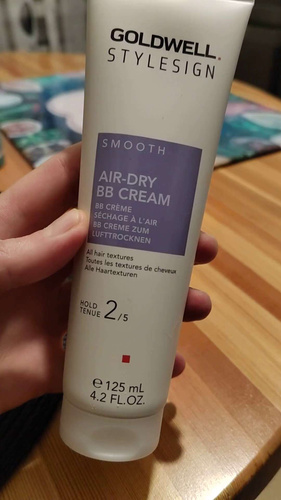 GOLDWELL
STYLESIGN
SMOOTH
AIR-DRY
BB CREAM
BB CRÈME
SÉCHAGE À L'AIR
BB CREME ZUM
LUFTTROCKNEN
All hair textures
Toutes les textures de cheveux
Alle Haartexturen
HOLD
TENUE 2/5
℮ 125 mL
4.2 FL.OZ.